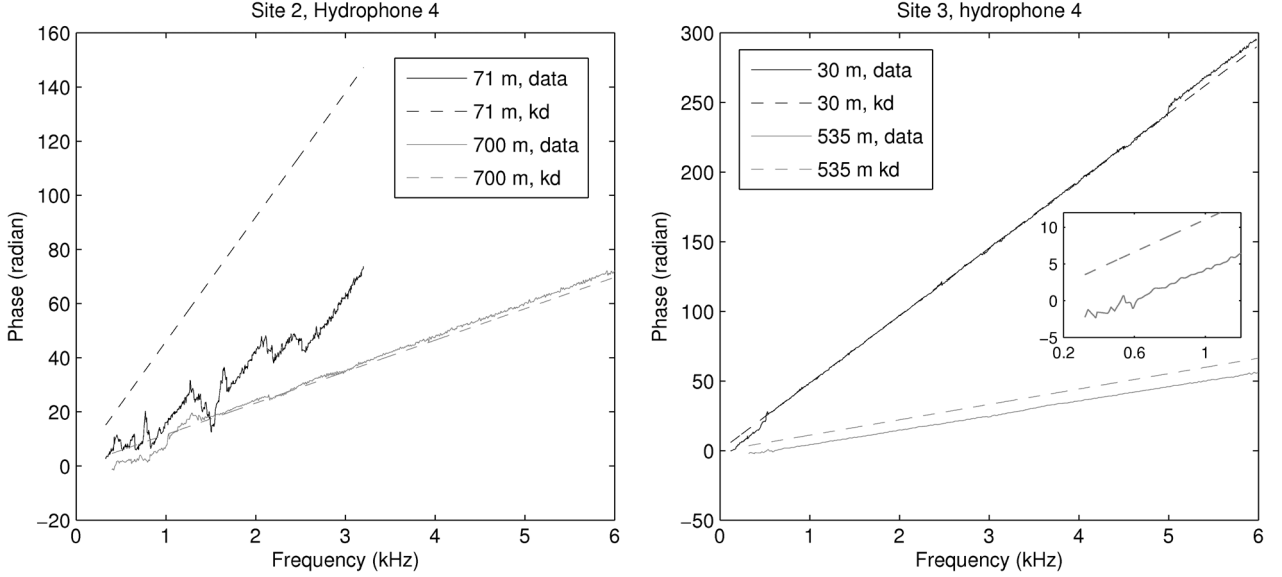 Site 2, Hydrophone 4
160
140
120
100
80
60
40
20
0
−20
0
1
2
3
4
5
6
Phase (radian)
Frequency (kHz)
71 m, data
71 m, kd
700 m, data
700 m, kd
Site 3, hydrophone 4
300
250
200
150
100
50
0
−50
0
1
2
3
4
5
6
Phase (radian)
Frequency (kHz)
30 m, data
30 m, kd
535 m, data
535 m kd
10
5
0
−5
0.2
0.6
1